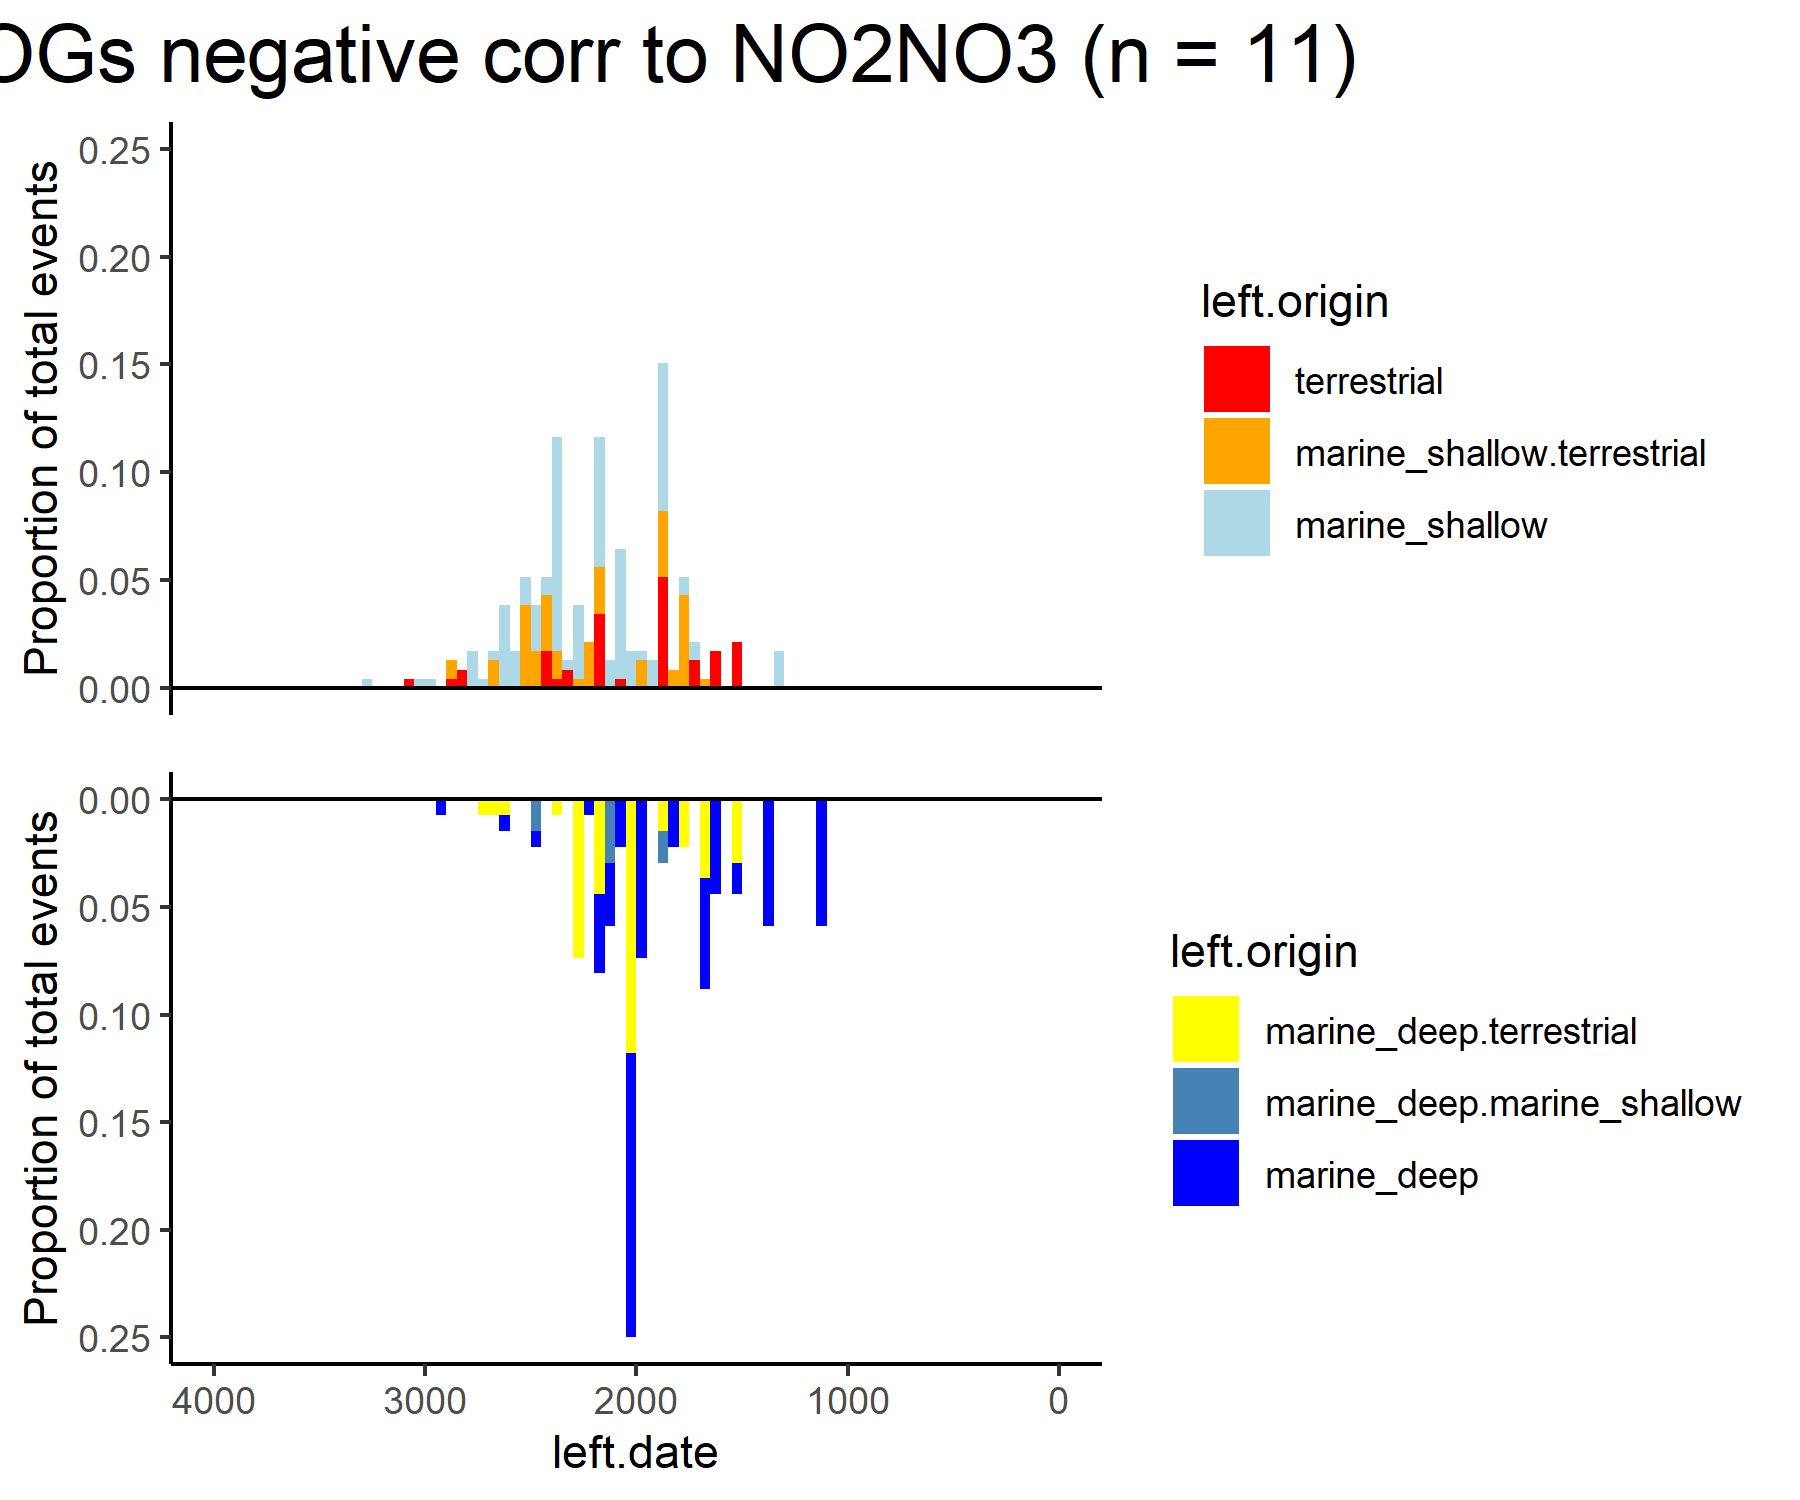 OGs negative corr to NO2NO3 (n = 11)
Proportion of total events
0.25
0.20
0.15
0.10
0.05
0.00
left.origin
terrestrial
marine_shallow.terrestrial
marine_shallow
Proportion of total events
0.00
0.05
0.10
0.15
0.20
0.25
4000 3000 2000 1000 0
left.date
left.origin
marine_deep.terrestrial
marine_deep.marine_shallow
marine_deep